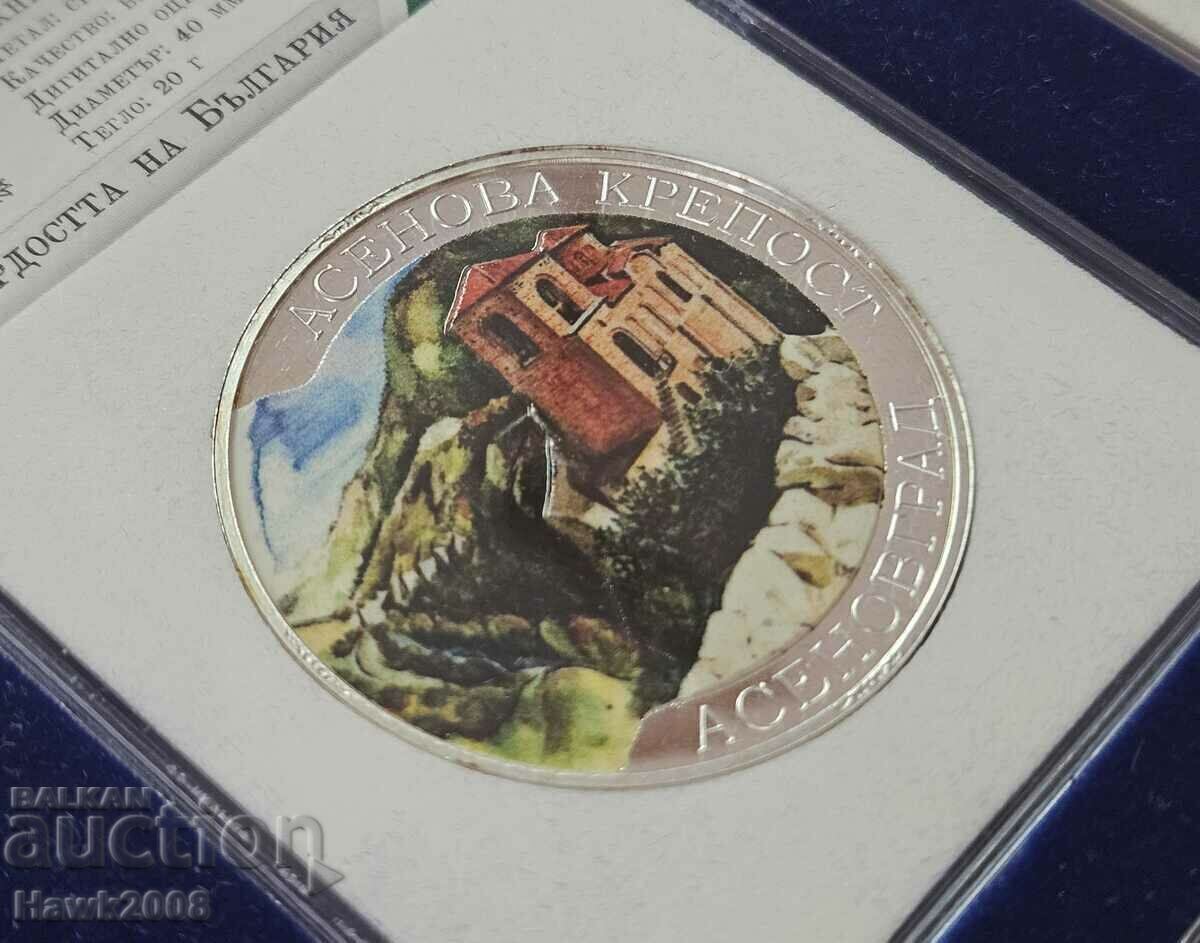 Качество:
Дигитално
Диаметър: 40 мм
Тегло: 20 г
НА БЪЛГАРИЯ
АСЕНОВА КРЕПОСТ
АСЕНОВГРАД
BALKAN
auction
Hawk2008